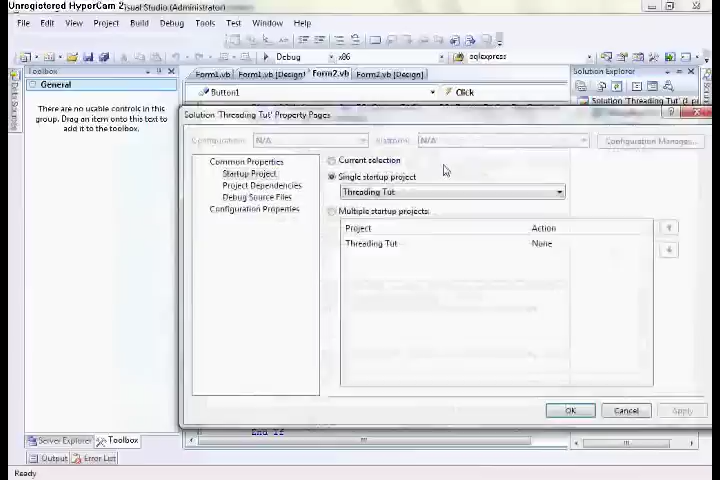 Unregistered HyperCam 2
Visual Studio (Administrator)
File Edit View Project Build Debug Tools Test Window Help
Debug x86 sqlexpress
Toolbox
General
There are no usable controls in this
group. Drag an item onto this text to
add it to the toolbox.
Data Sources
Form1.vb Form1.vb [Design] Form2.vb Form2.vb [Design]
Button1 Click
Solution Explorer
Solution 'Threading Tut' (1 p
Solution 'Threading Tut' Property Pages
Configuration: N/A Platform: N/A Configuration Manager...
Common Properties
Startup Project
Project Dependencies
Debug Source Files
Configuration Properties
Current selection
Single startup project
Threading Tut
Multiple startup projects:
Project Action
Threading Tut None
OK Cancel Apply
End If
Server Explorer Toolbox
Output Error List
Ready